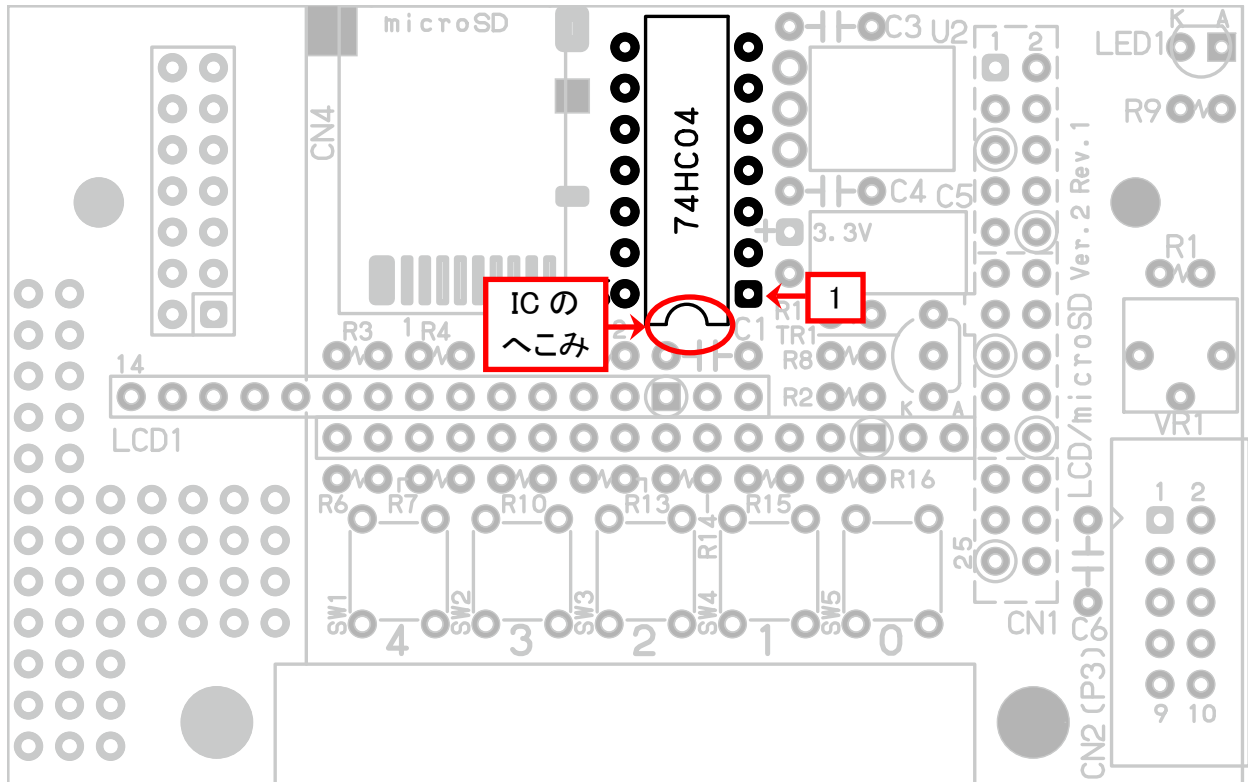 microSD
C3
U2
1 2
K A
LED1
R9
CN4
74HC04
C4
C5
3.3V
LCD/microSD Ver.2 Rev.1
R1
IC の
へこみ
1
R1
TR1
C1
R3
1
R4
2
R8
R2
K A
14
LCD1
VR1
R6
R7
R10
R13
R14
R15
R16
1 2
25
SW1
SW2
SW3
SW4
SW5
4
3
2
1
0
CN1
C6
CN2(P3)
9 10